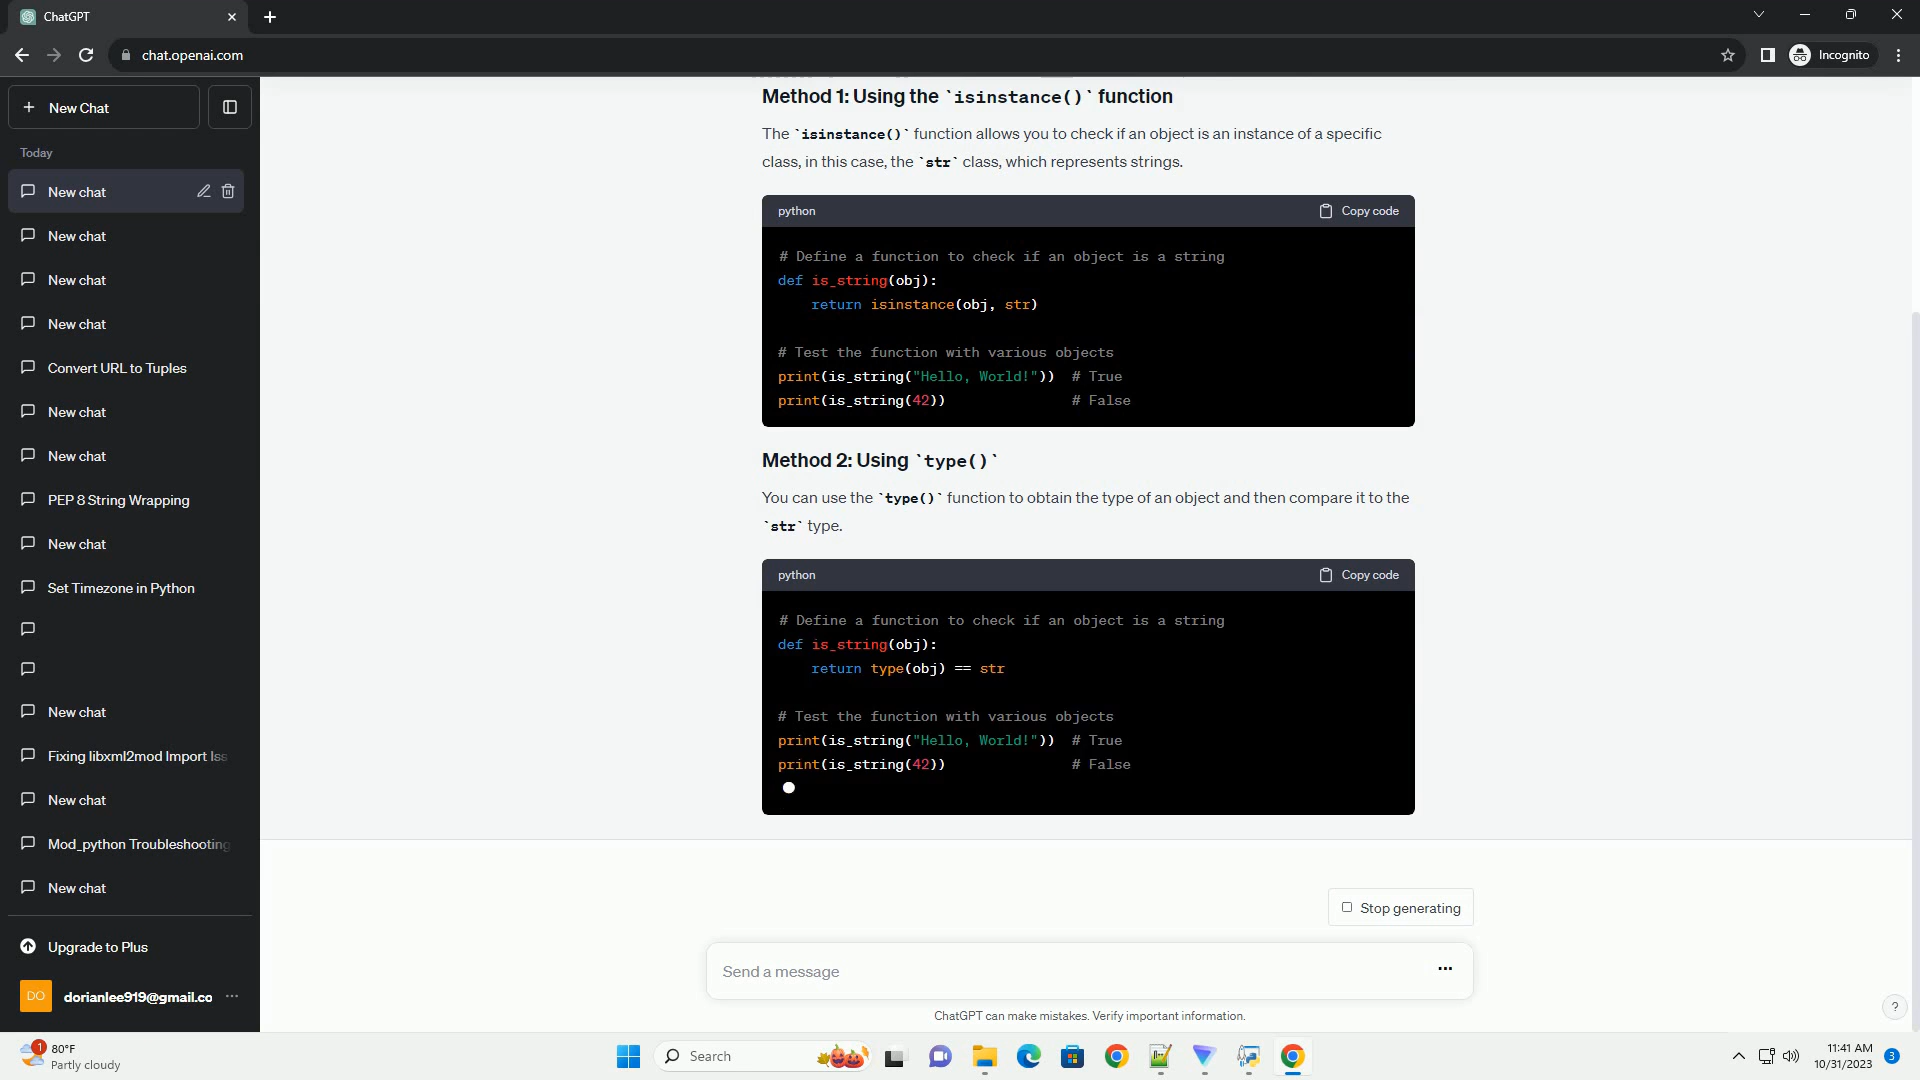 ChatGPT
chat.openai.com
Incognito
New Chat
Today
New chat
New chat
New chat
New chat
Convert URL to Tuples
New chat
New chat
PEP 8 String Wrapping
New chat
Set Timezone in Python
New chat
Fixing libxml2mod Import Iss
New chat
Mod_python Troubleshooting
New chat
Upgrade to Plus
DO dorianlee919@gmail.co ...
Method 1: Using the `isinstance()` function
The `isinstance()` function allows you to check if an object is an instance of a specific
class, in this case, the `str` class, which represents strings.
python Copy code
# Define a function to check if an object is a string
def is_string(obj):
    return isinstance(obj, str)
# Test the function with various objects
print(is_string("Hello, World!"))  # True
print(is_string(42))               # False
Method 2: Using `type()`
You can use the `type()` function to obtain the type of an object and then compare it to the
`str` type.
python Copy code
# Define a function to check if an object is a string
def is_string(obj):
    return type(obj) == str
# Test the function with various objects
print(is_string("Hello, World!"))  # True
print(is_string(42))               # False
Stop generating
Send a message
ChatGPT can make mistakes. Verify important information.
?
1 80°F
Partly cloudy
Search
11:41 AM
10/31/2023
3